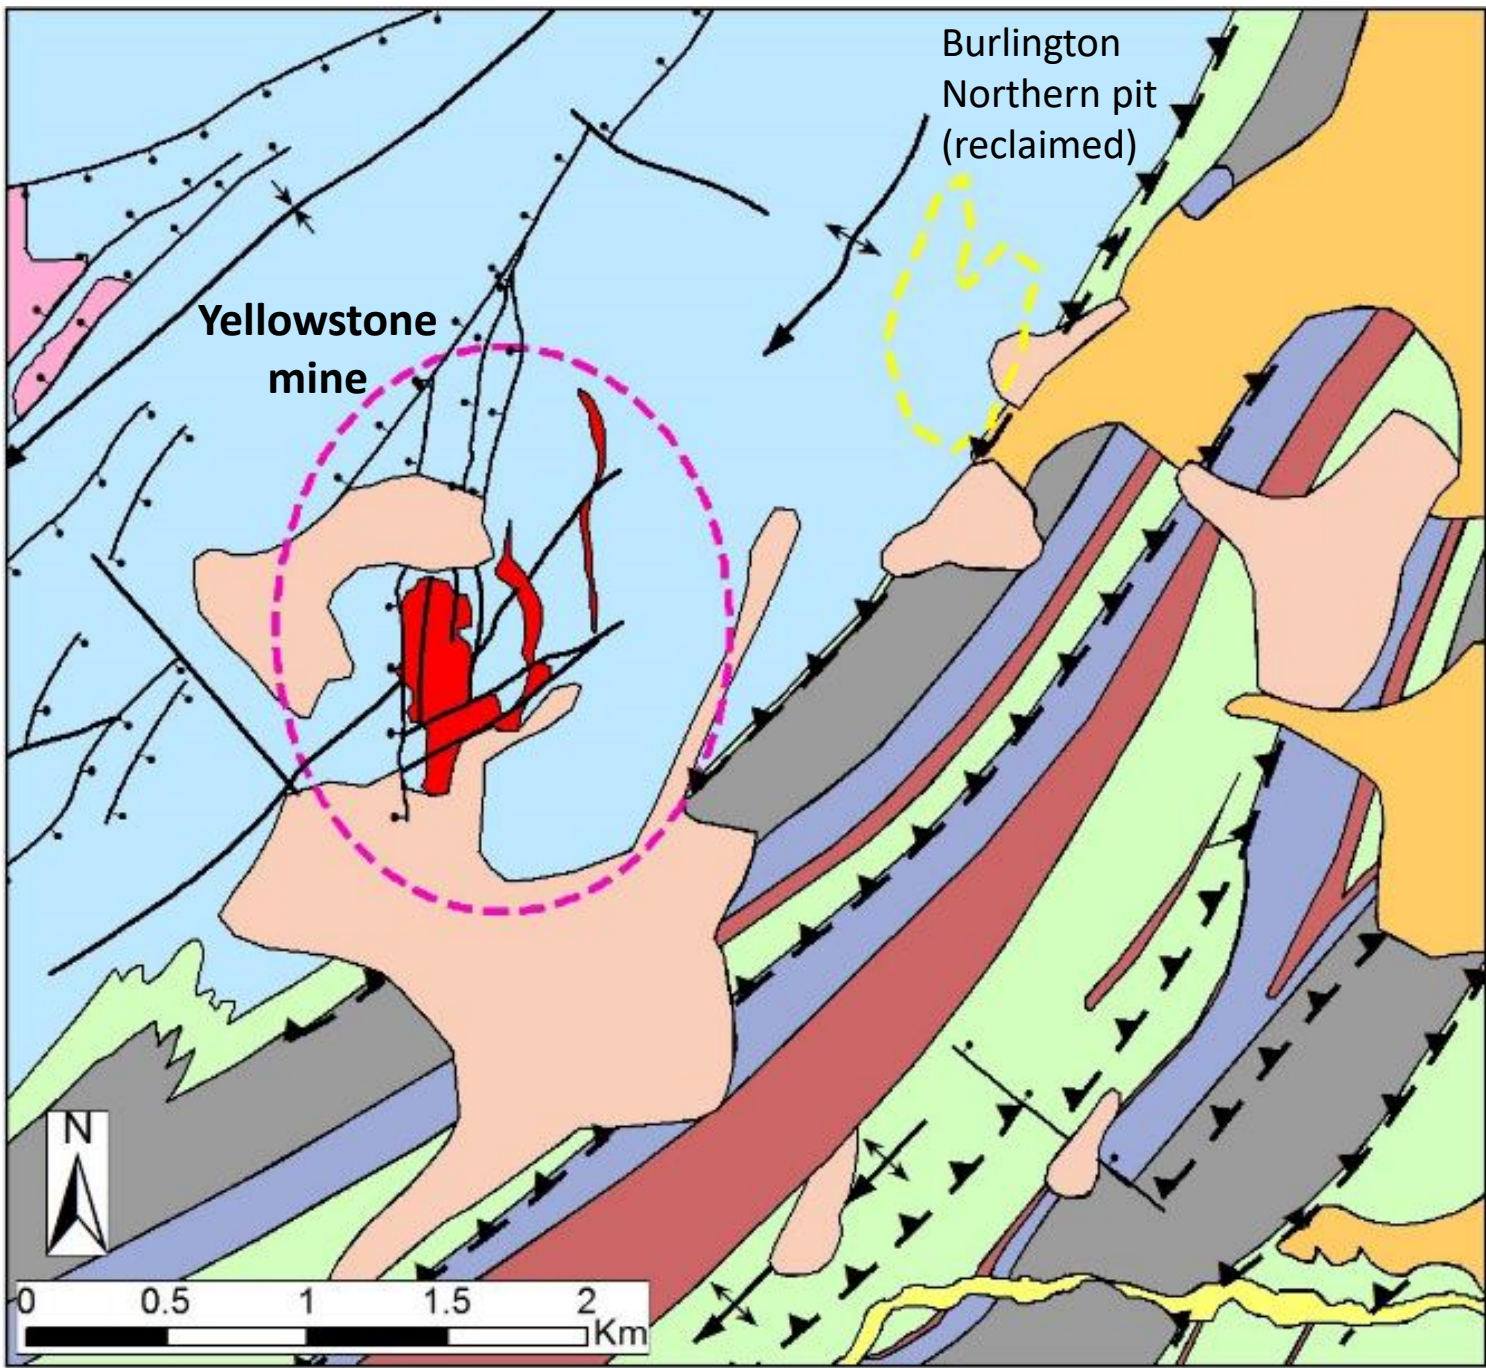 Burlington
Northern pit
(reclaimed)
Yellowstone
mine
N
0 0.5 1 1.5 2
Km